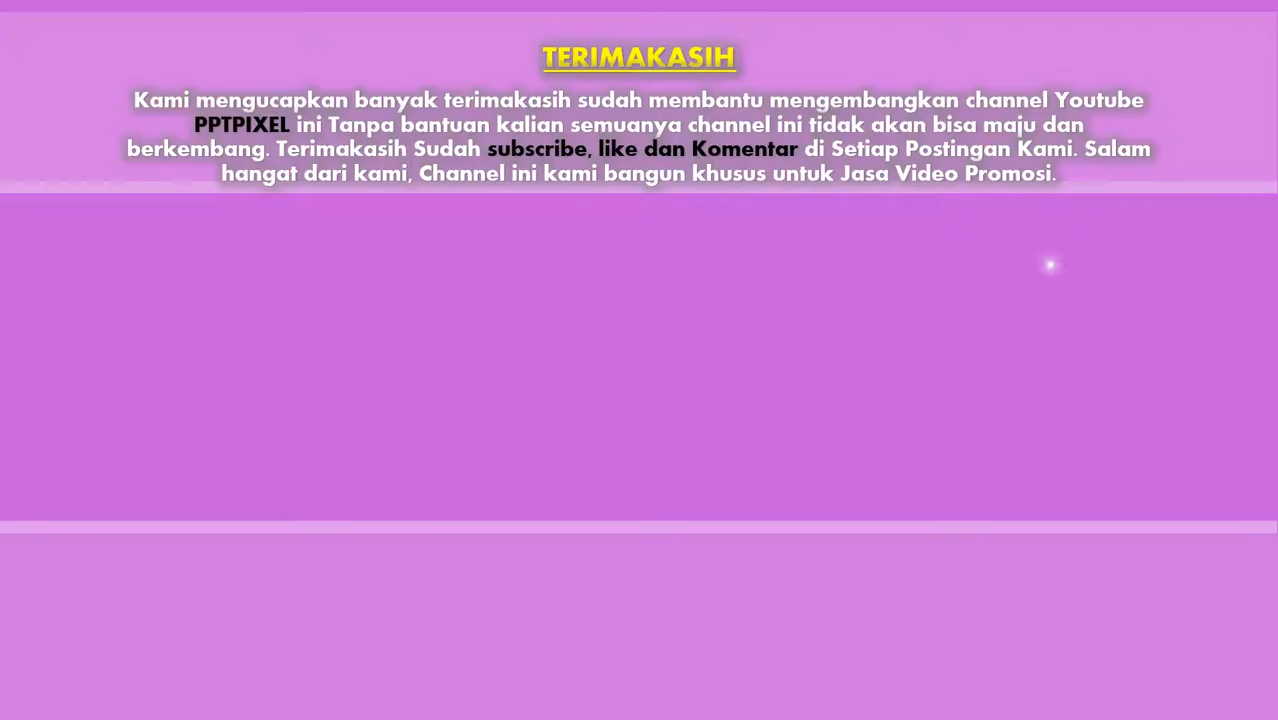 TERIMAKASIH
Kami mengucapkan banyak terimakasih sudah membantu mengembangkan channel Youtube
PPTPIXEL ini Tanpa bantuan kalian semuanya channel ini tidak akan bisa maju dan
berkembang. Terimakasih Sudah subscribe, like dan Komentar di Setiap Postingan Kami. Salam
hangat dari kami, Channel ini kami bangun khusus untuk Jasa Video Promosi.